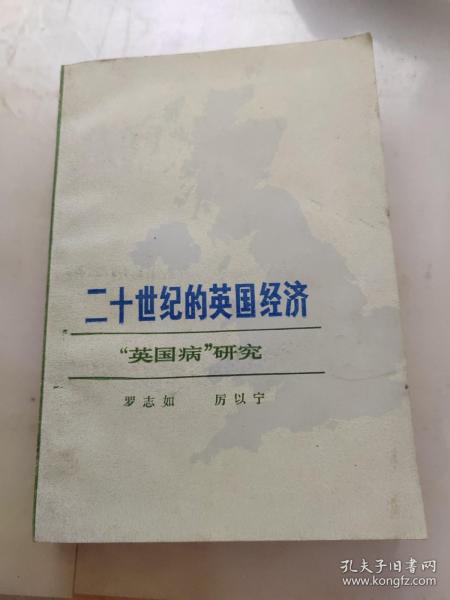 二十世纪的英国经济
“英国病”研究
罗志如 厉以宁
孔夫子旧书网
www.kongfz.com